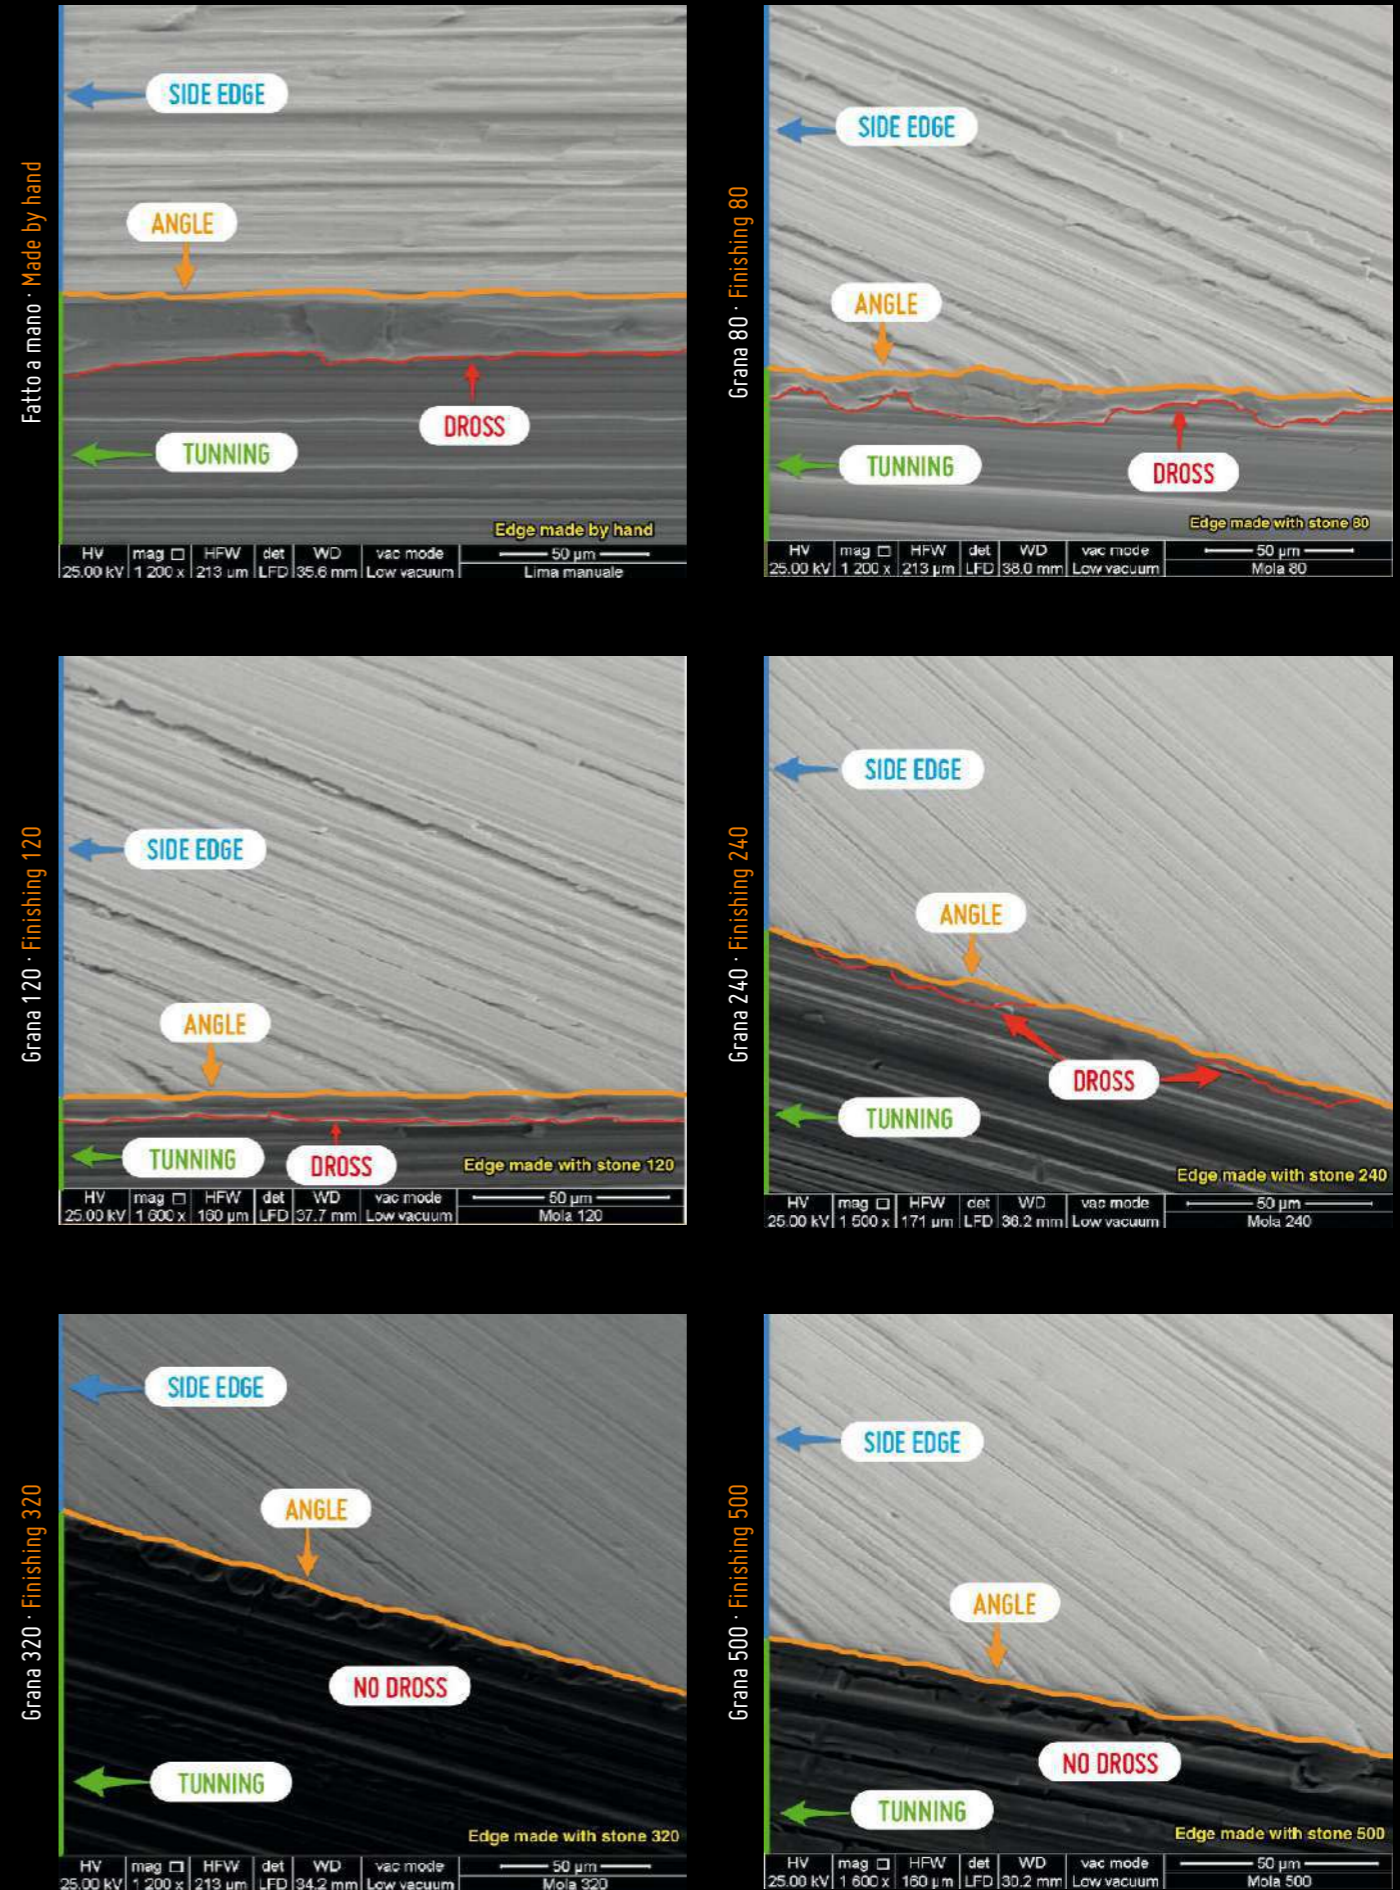 Fatto a mano · Made by hand
SIDE EDGE
ANGLE
DROSS
TUNNING
Edge made by hand
HV mag HFW det WD vac mode 50 µm
25.00 kV 1 200 x 213 µm LFD 35.6 mm Low vacuum Lima manuale
Grana 80 · Finishing 80
SIDE EDGE
ANGLE
TUNNING
DROSS
Edge made with stone 80
HV mag HFW det WD vac mode 50 µm
25.00 kV 1 200 x 213 µm LFD 38.0 mm Low vacuum Mola 80
Grana 120 · Finishing 120
SIDE EDGE
ANGLE
TUNNING
DROSS
Edge made with stone 120
HV mag HFW det WD vac mode 50 µm
25.00 kV 1 600 x 160 µm LFD 37.7 mm Low vacuum Mola 120
Grana 240 · Finishing 240
SIDE EDGE
ANGLE
DROSS
TUNNING
Edge made with stone 240
HV mag HFW det WD vac mode 50 µm
25.00 kV 1 500 x 171 µm LFD 36.2 mm Low vacuum Mola 240
Grana 320 · Finishing 320
SIDE EDGE
ANGLE
NO DROSS
TUNNING
Edge made with stone 320
HV mag HFW det WD vac mode 50 µm
25.00 kV 1 200 x 213 µm LFD 34.2 mm Low vacuum Mola 320
Grana 500 · Finishing 500
SIDE EDGE
ANGLE
NO DROSS
TUNNING
Edge made with stone 500
HV mag HFW det WD vac mode 50 µm
25.00 kV 1 600 x 160 µm LFD 30.2 mm Low vacuum Mola 500